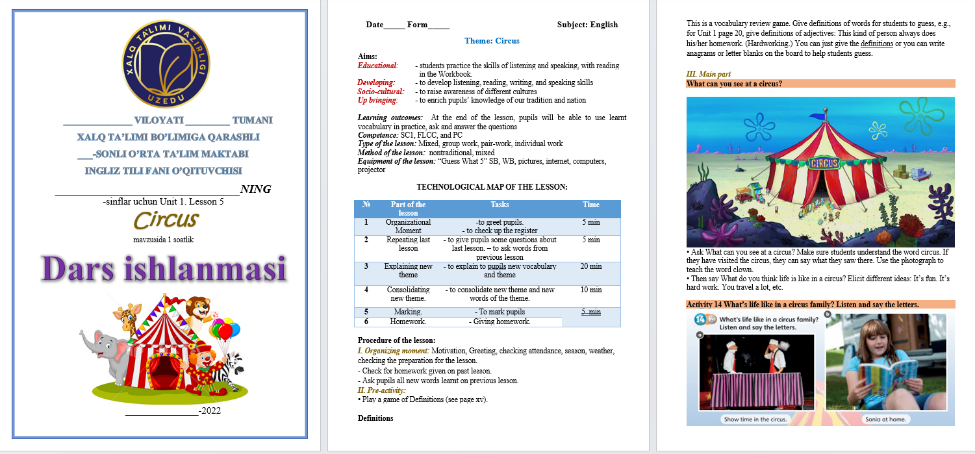 XALQ TALIMI VAZIRLIGI
UZEDU
______________ VILOYATI _________ TUMANI
XALQ TA'LIMI BO'LIMIGA QARASHLI
___-SONLI O'RTA TA'LIM MAKTABI
INGLIZ TILI FANI O'QITUVCHISI
______________________________NING
-sinflar uchun Unit 1. Lesson 5
Circus
mavzusida 1 soatlik
Dars ishlanmasi
_______________-2022
Date_____ Form_____ Subject: English
Theme: Circus
Aims:
Educational: - students practice the skills of listening and speaking, with reading
in the Workbook.
Developing: - to develop listening, reading, writing, and speaking skills
Socio-cultural: - to raise awareness of different cultures
Up bringing: - to enrich pupils' knowledge of our tradition and nation
Learning outcomes: At the end of the lesson, pupils will be able to use learnt
vocabulary in practice, ask and answer the questions
Competence: SC1, FLCC, and PC
Type of the lesson: Mixed, group work, pair-work, individual work
Method of the lesson: nontraditional, mixed
Equipment of the lesson: "Guess What 5" SB, WB, pictures, internet, computers,
projector
TECHNOLOGICAL MAP OF THE LESSON:
№ Part of the lesson Tasks Time
1 Organizational Moment -to greet pupils. - to check up the register 5 min
2 Repeating last lesson - to give pupils some questions about last lesson. – to ask words from previous lesson 5 min
3 Explaining new theme - to explain to pupils new vocabulary and theme 20 min
4 Consolidating new theme. - to consolidate new theme and new words of the theme. 10 min
5 Marking. - To mark pupils 5 min
6 Homework. - Giving homework.
Procedure of the lesson:
I. Organizing moment: Motivation, Greeting, checking attendance, season, weather,
checking the preparation for the lesson.
- Check for homework given on past lesson.
- Ask pupils all new words learnt on previous lesson.
II. Pre-activity:
• Play a game of Definitions (see page xv).
Definitions
This is a vocabulary review game. Give definitions of words for students to guess, e.g.,
for Unit 1 page 20, give definitions of adjectives: This kind of person always does
his/her homework. (Hardworking.) You can just give the definitions or you can write
anagrams or letter blanks on the board to help students guess.
III. Main part
What can you see at a circus?
CIRCUS
• Ask What can you see at a circus? Make sure students understand the word circus. If
they have visited the circus, they can say what they saw there. Use the photograph to
teach the word clown.
• Then say What do you think life is like in a circus? Elicit different ideas: It's fun. It's
hard work. You travel a lot, etc.
Activity 14 What's life like in a circus family? Listen and say the letters.
14 What's life like in a circus family?
Listen and say the letters.
a
b
Show time in the circus.
Sonia at home.